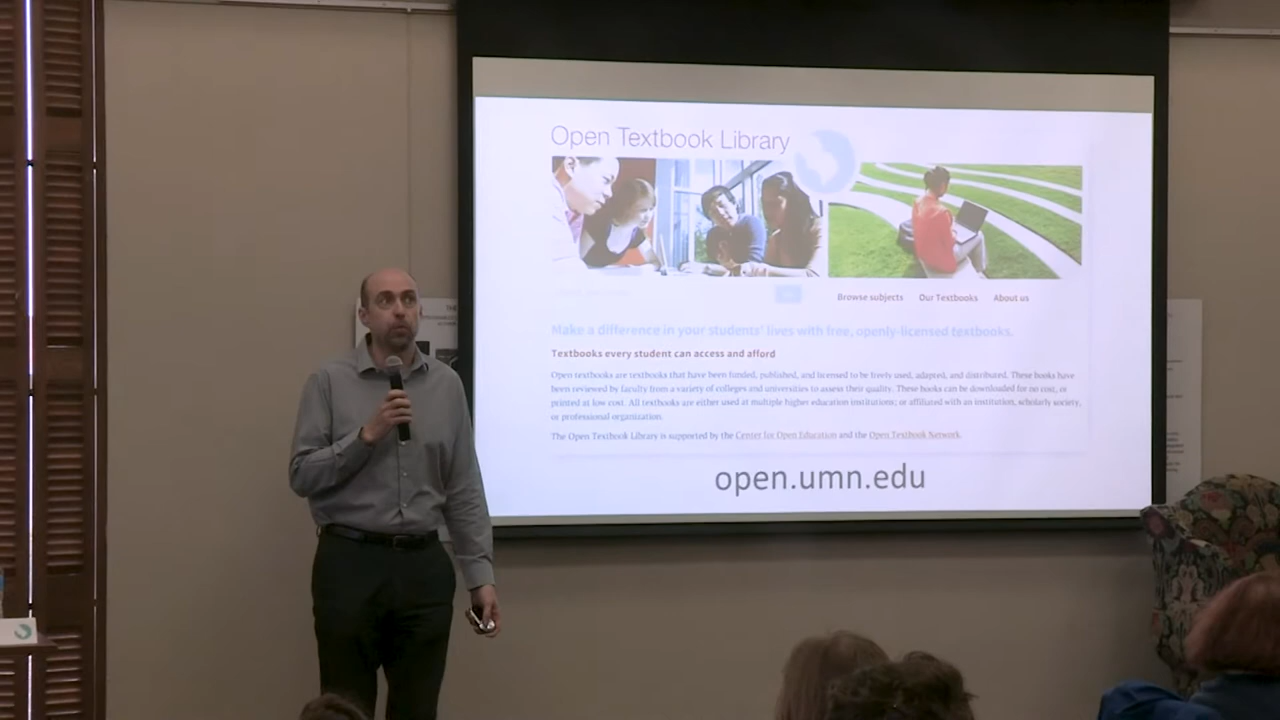 Open Textbook Library
Browse subjects Our Textbooks About us
Make a difference in your students' lives with free, openly-licensed textbooks.
Textbooks every student can access and afford
Open textbooks are textbooks that have been funded, published, and licensed to be freely used, adapted, and distributed. These books have
been reviewed by faculty from a variety of colleges and universities to assess their quality. These books can be downloaded for no cost, or
printed at low cost. All textbooks are either used at multiple higher education institutions; or affiliated with an institution, scholarly society,
or professional organization.
The Open Textbook Library is supported by the Center for Open Education and the Open Textbook Network.
open.umn.edu
THE